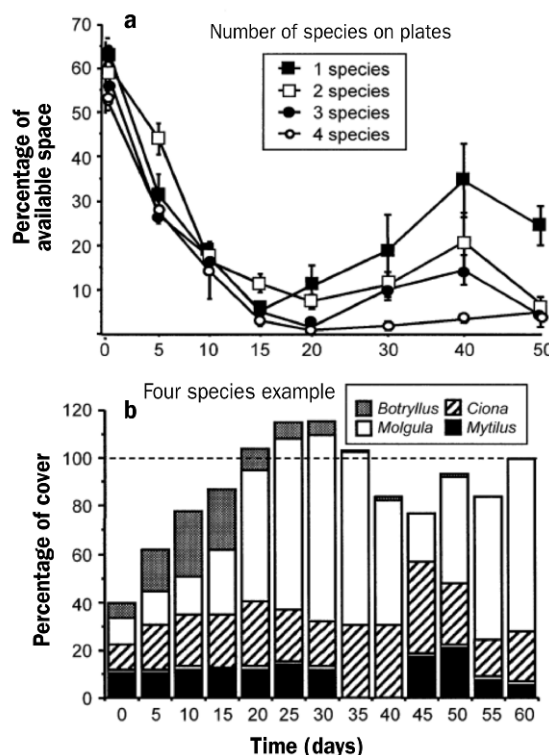 a
Number of species on plates
1 species
2 species
3 species
4 species
Percentage of
available space
70
60
50
40
30
20
10
0 5 10 15 20 30 40 50
b
Four species example
Botryllus Ciona
Molgula Mytilus
Percentage of cover
120
100
80
60
40
20
0
0 5 10 15 20 25 30 35 40 45 50 55 60
Time (days)